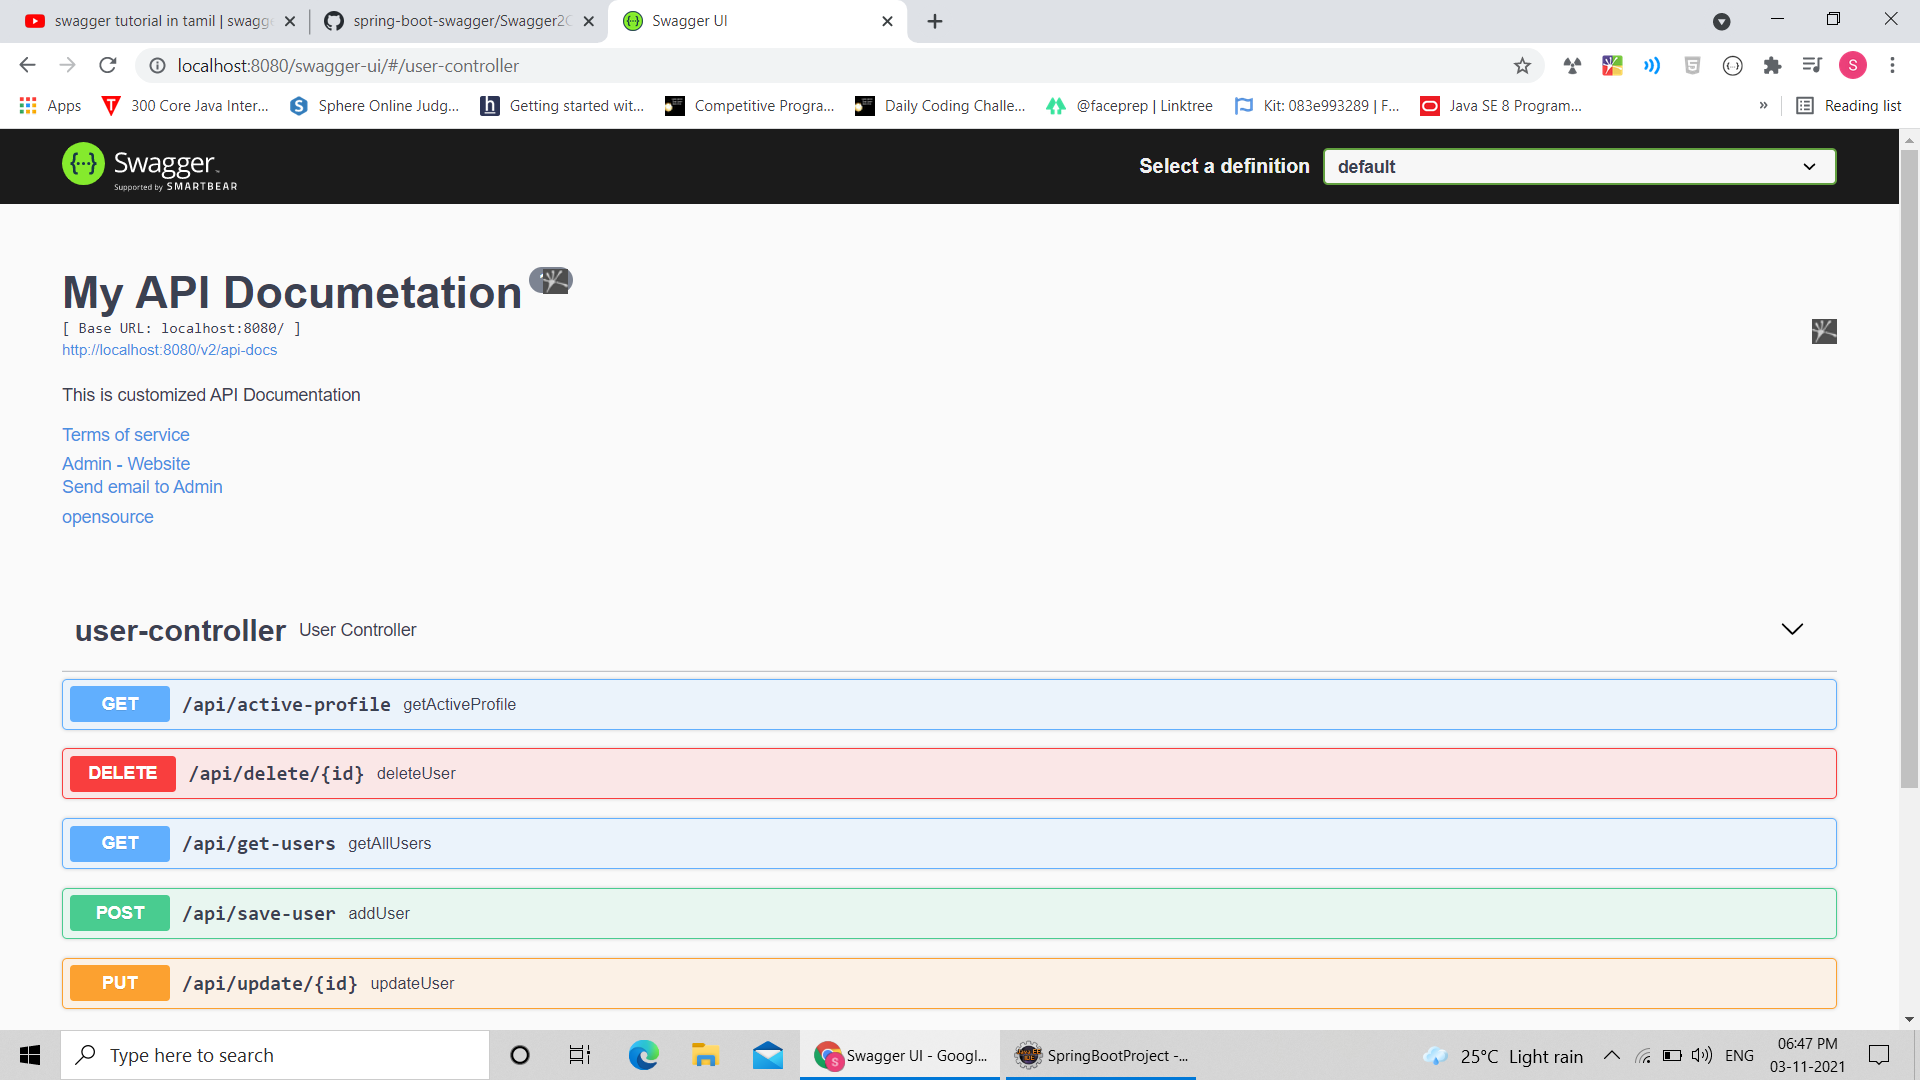 swagger tutorial in tamil | swagge
spring-boot-swagger/Swagger2C
Swagger UI
localhost:8080/swagger-ui/#/user-controller
S
Apps
300 Core Java Inter...
Sphere Online Judg...
Getting started wit...
Competitive Progra...
Daily Coding Challe...
@faceprep | Linktree
Kit: 083e993289 | F...
Java SE 8 Program...
»
Reading list
Swagger
Supported by SMARTBEAR
Select a definition
default
My API Documetation
[ Base URL: localhost:8080/ ]
http://localhost:8080/v2/api-docs
This is customized API Documentation
Terms of service
Admin - Website
Send email to Admin
opensource
user-controller User Controller
GET /api/active-profile getActiveProfile
DELETE /api/delete/{id} deleteUser
GET /api/get-users getAllUsers
POST /api/save-user addUser
PUT /api/update/{id} updateUser
Type here to search
Swagger UI - Googl...
SpringBootProject -...
25°C Light rain
ENG
06:47 PM
03-11-2021